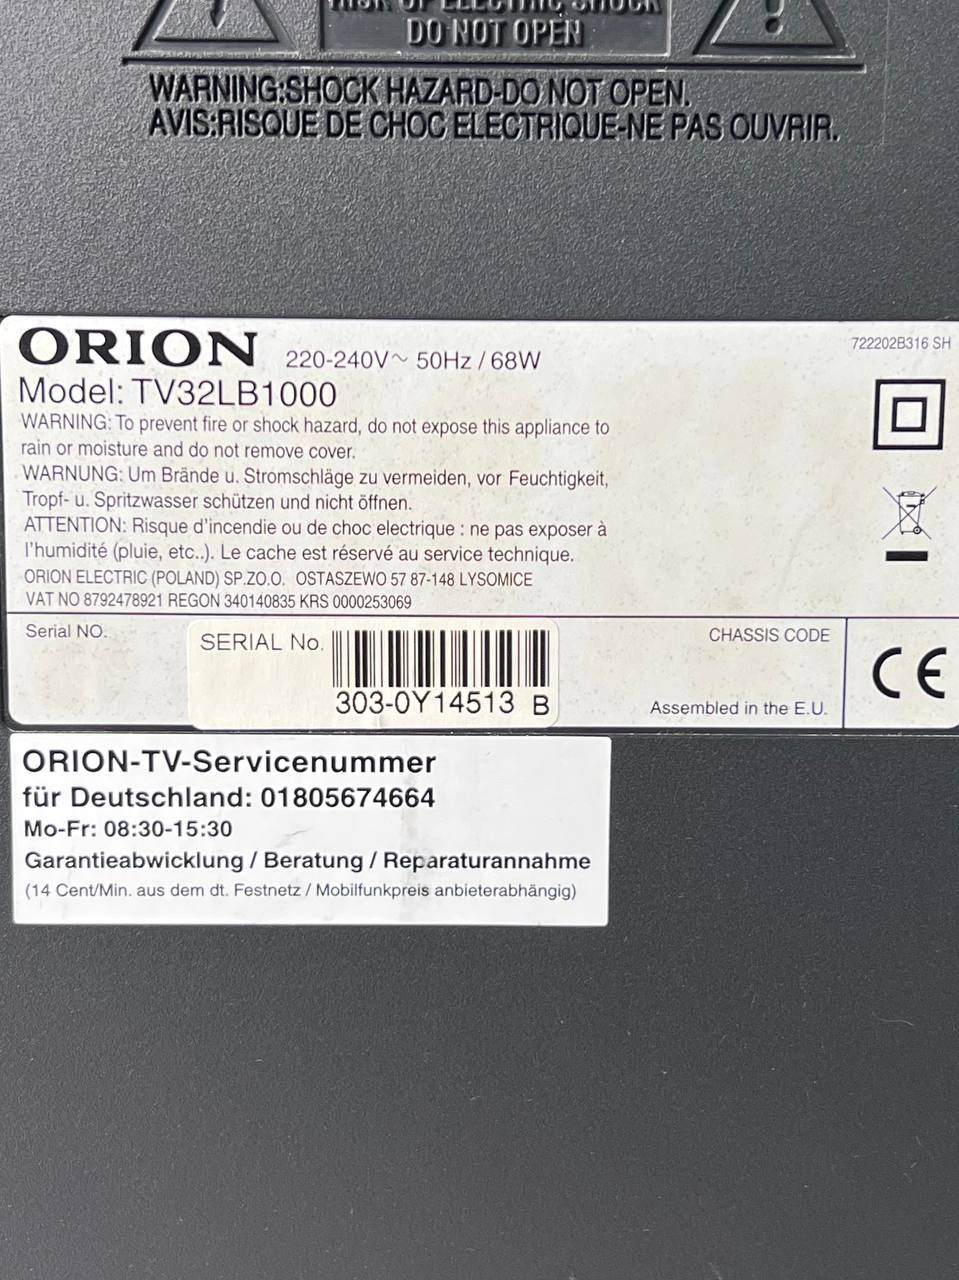 RISK OF ELECTRIC SHOCK
DO NOT OPEN
WARNING:SHOCK HAZARD-DO NOT OPEN.
AVIS:RISQUE DE CHOC ELECTRIQUE-NE PAS OUVRIR.
ORION 220-240V~ 50Hz / 68W
722202B316 SH
Model: TV32LB1000
WARNING: To prevent fire or shock hazard, do not expose this appliance to
rain or moisture and do not remove cover.
WARNUNG: Um Brände u. Stromschläge zu vermeiden, vor Feuchtigkeit,
Tropf- u. Spritzwasser schützen und nicht öffnen.
ATTENTION: Risque d'incendie ou de choc electrique : ne pas exposer à
l'humidité (pluie, etc..). Le cache est réservé au service technique.
ORION ELECTRIC (POLAND) SP.ZO.O. OSTASZEWO 57 87-148 LYSOMICE
VAT NO 8792478921 REGON 340140835 KRS 0000253069
Serial NO.
SERIAL No.
303-0Y14513 B
CHASSIS CODE
Assembled in the E.U.
CE
ORION-TV-Servicenummer
für Deutschland: 01805674664
Mo-Fr: 08:30-15:30
Garantieabwicklung / Beratung / Reparaturannahme
(14 Cent/Min. aus dem dt. Festnetz / Mobilfunkpreis anbieterabhängig)